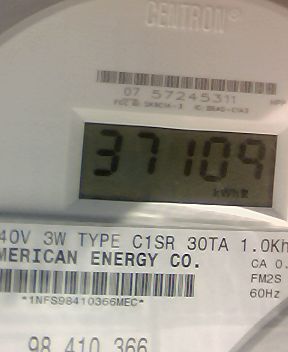 CENTRON®
07 57245311
37109
kWhR
40V 3W TYPE C1SR 30TA 1.0Kh
MERICAN ENERGY CO.
CA 0.
FM2S
60Hz
*1NFS98410366MEC*
98 410 366